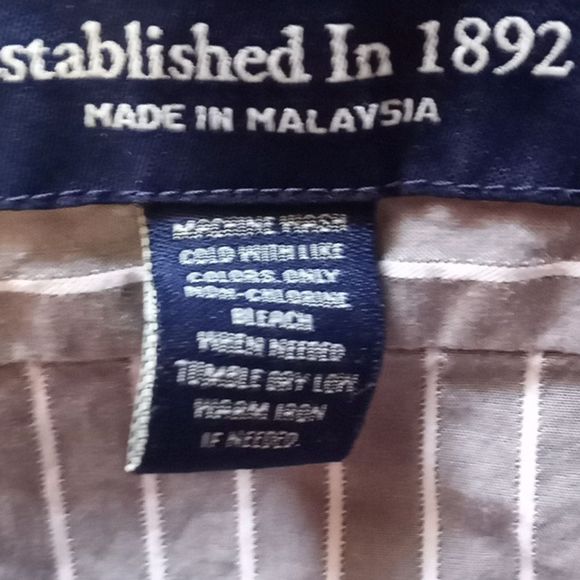 stablished In 1892
MADE IN MALAYSIA
MACHINE WASH
COLD WITH LIKE
COLORS. ONLY
NON-CHLORINE
BLEACH
WHEN NEEDED
TUMBLE DRY LOW.
WARM IRON
IF NEEDED.